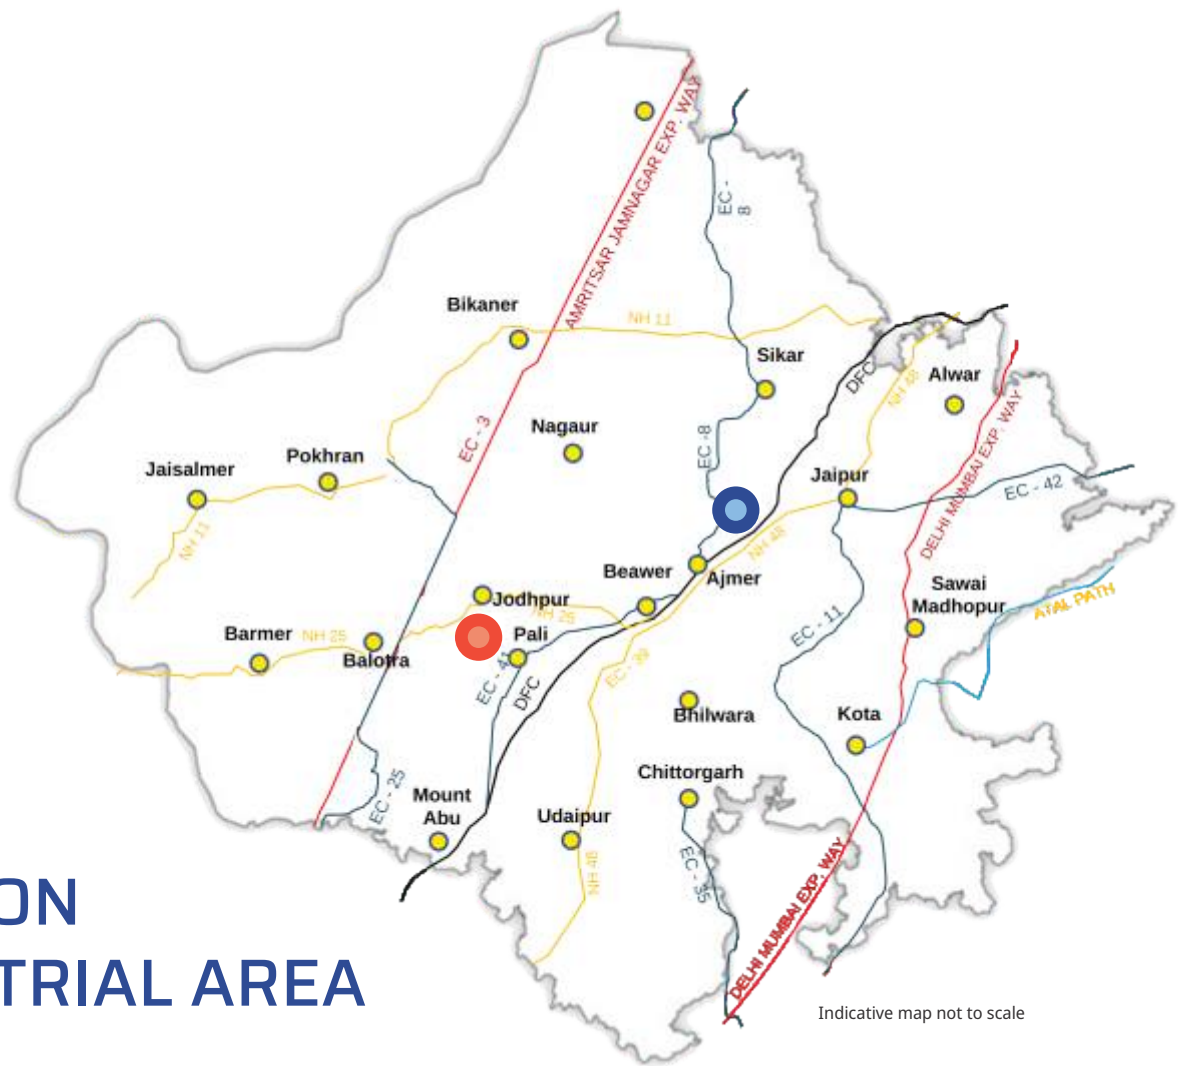 AMRITSAR JAMNAGAR EXP. WAY
EC -
8
Bikaner
NH 11
Sikar
DFC
NH 48
Alwar
EC - 3
Nagaur
EC -8
DELHI MUMBAI EXP. WAY
Jaisalmer
Pokhran
Jaipur
EC - 42
NH 11
NH 48
Beawer
Ajmer
Sawai
Madhopur
ATAL PATH
Jodhpur
NH 25
EC - 11
Barmer
NH 25
Balotra
Pali
EC - 41
DFC
EC - 39
Bhilwara
Kota
Chittorgarh
EC - 25
Mount
Abu
Udaipur
NH 48
EC - 35
DELHI MUMBAI EXP. WAY
ON
TRIAL AREA
Indicative map not to scale